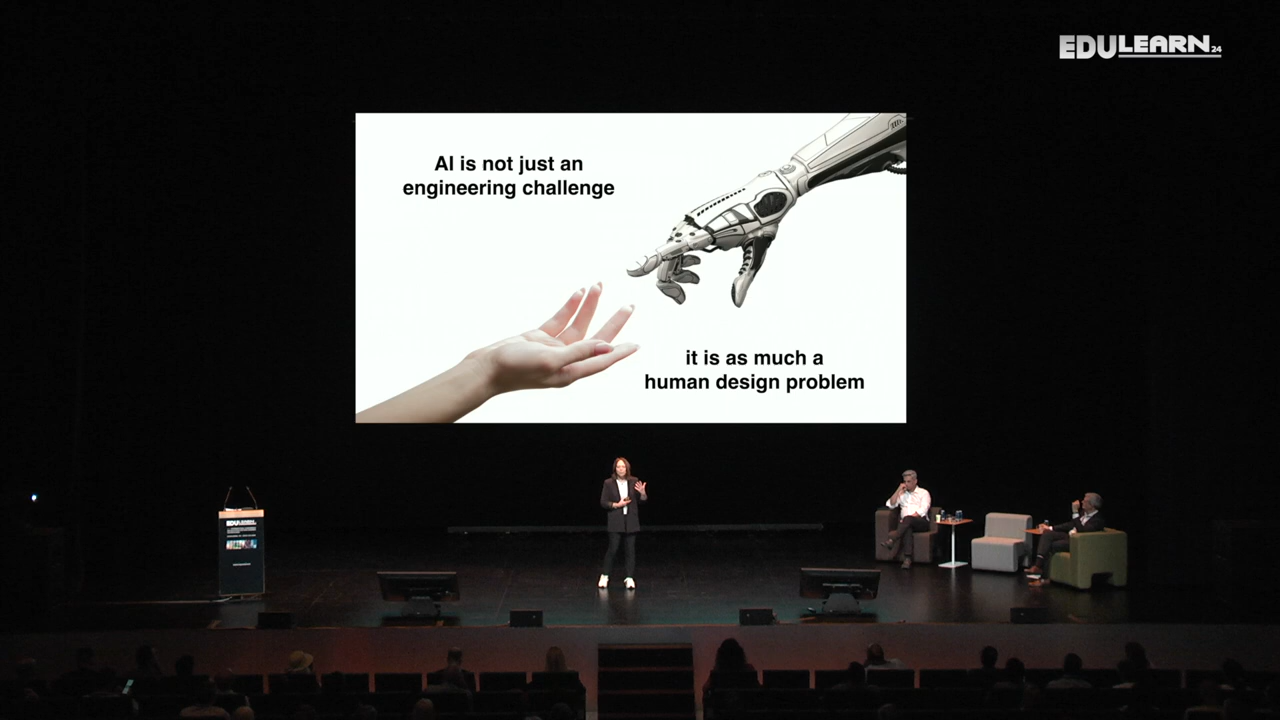 EDULEARN24
AI is not just an
engineering challenge
it is as much a
human design problem